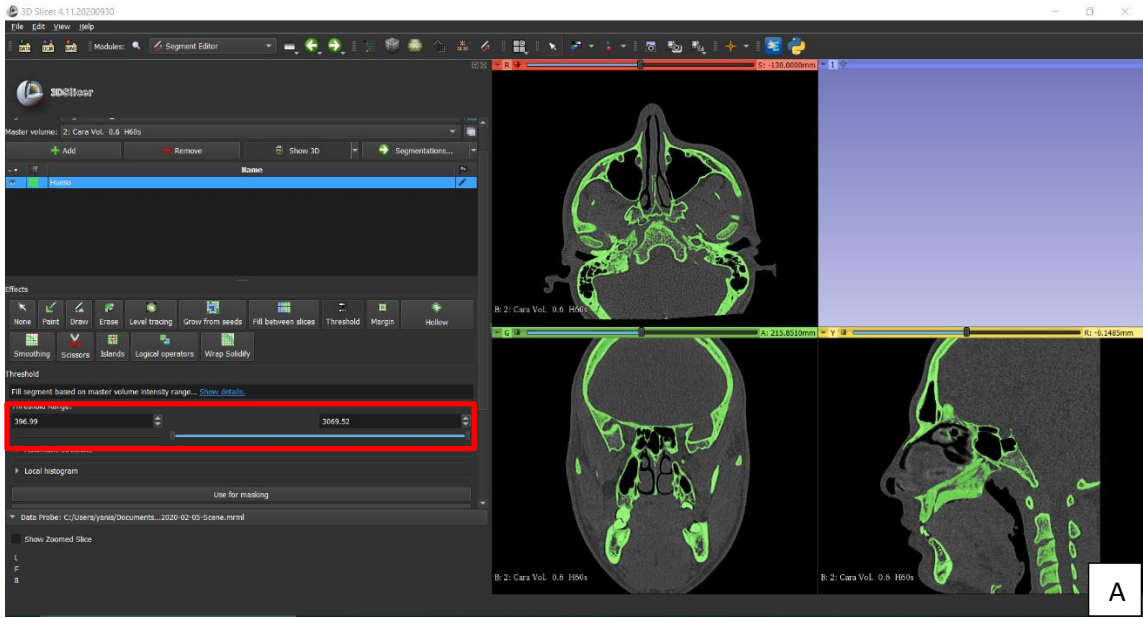 3D Slicer 4.11.20200930
File Edit View Help
DATA DCM SAVE Modules: Segment Editor
3DSlicer
Master volume: 2: Cara Vol. 0.6 H60s
Add Remove Show 3D Segmentations...
Name
Hueso
Effects
None Paint Draw Erase Level tracing Grow from seeds Fill between slices Threshold Margin Hollow
Smoothing Scissors Islands Logical operators Wrap Solidify
Threshold
Fill segment based on master volume intensity range... Show details.
Threshold Range:
396.99 3069.52
Automatic threshold
Local histogram
Use for masking
Data Probe: C:/Users/yanis/Documents...2020-02-05-Scene.mrml
Show Zoomed Slice
L
F
B
R S: -130.0000mm
B: 2: Cara Vol. 0.6 H60s
1
G A: 215.8510mm
B: 2: Cara Vol. 0.6 H60s
Y R: -0.1485mm
B: 2: Cara Vol. 0.6 H60s
A